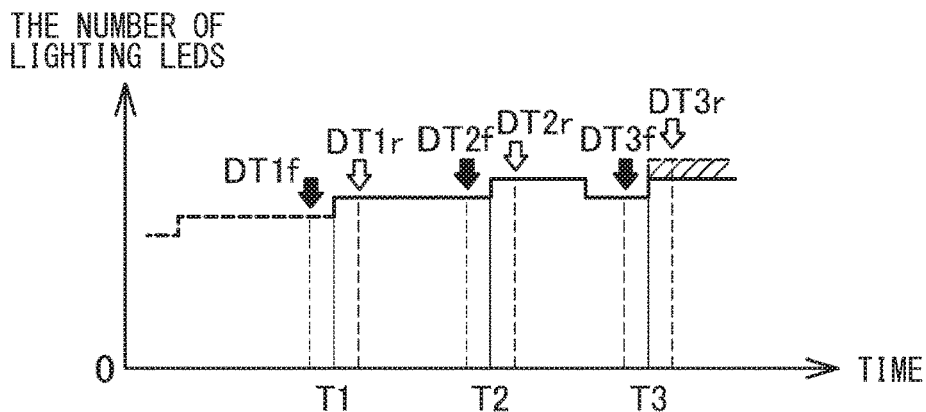 THE NUMBER OF
LIGHTING LEDS
DT1f
DT1r
DT2f
DT2r
DT3f
DT3r
0
T1
T2
T3
TIME